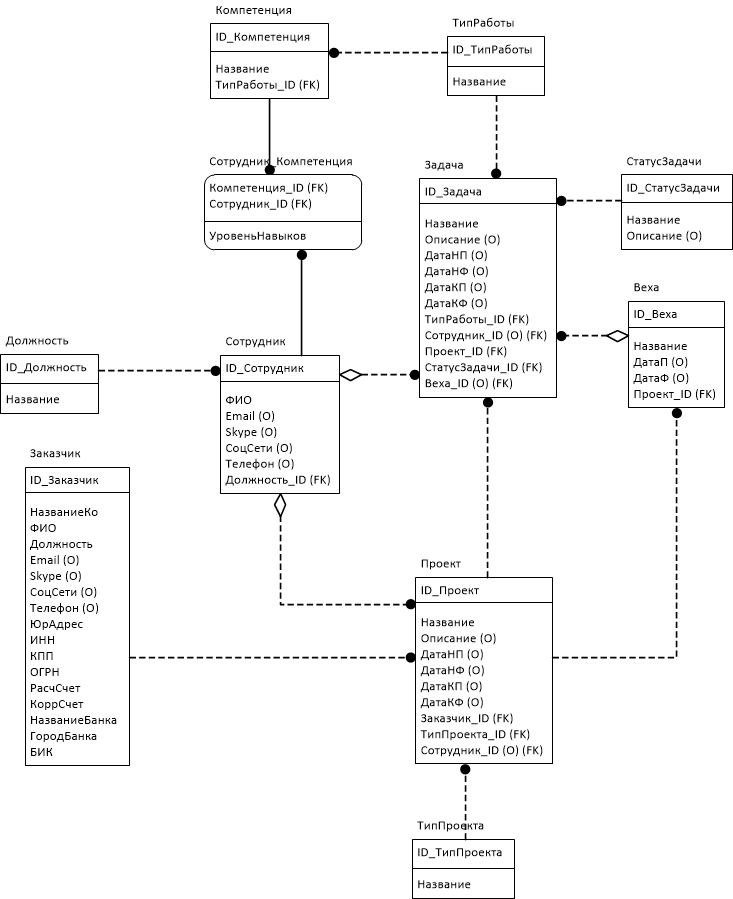 Компетенция
ID_Компетенция
Название
ТипРаботы_ID (FK)
ТипРаботы
ID_ТипРаботы
Название
Сотрудник_Компетенция
Компетенция_ID (FK)
Сотрудник_ID (FK)
УровеньНавыков
Задача
ID_Задача
Название
Описание (O)
ДатаНП (O)
ДатаНФ (O)
ДатаКП (O)
ДатаКФ (O)
ТипРаботы_ID (FK)
Сотрудник_ID (O) (FK)
Проект_ID (FK)
СтатусЗадачи_ID (FK)
Веха_ID (O) (FK)
СтатусЗадачи
ID_СтатусЗадачи
Название
Описание (O)
Веха
ID_Веха
Название
ДатаП (O)
ДатаФ (O)
Проект_ID (FK)
Должность
ID_Должность
Название
Сотрудник
ID_Сотрудник
ФИО
Email (O)
Skype (O)
СоцСети (O)
Телефон (O)
Должность_ID (FK)
Заказчик
ID_Заказчик
НазваниеКо
ФИО
Должность
Email (O)
Skype (O)
СоцСети (O)
Телефон (O)
ЮрАдрес
ИНН
КПП
ОГРН
РасчСчет
КоррСчет
НазваниеБанка
ГородБанка
БИК
Проект
ID_Проект
Название
Описание (O)
ДатаНП (O)
ДатаНФ (O)
ДатаКП (O)
ДатаКФ (O)
Заказчик_ID (FK)
ТипПроекта_ID (FK)
Сотрудник_ID (O) (FK)
ТипПроекта
ID_ТипПроекта
Название